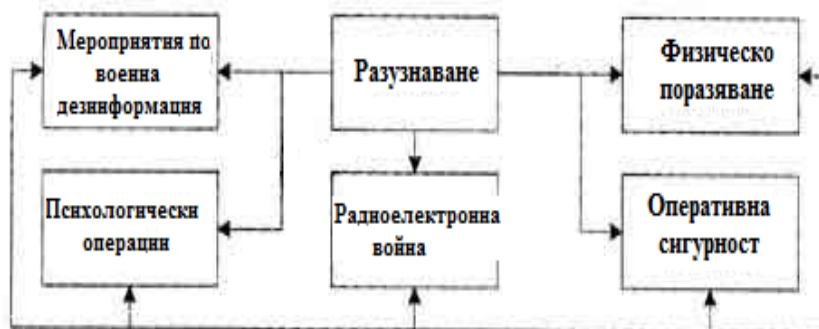 Мероприятия по
военна
дезинформация
Разузнаване
Физическо
поразяване
Психологически
операции
Радиоелектронна
война
Оперативна
сигурност